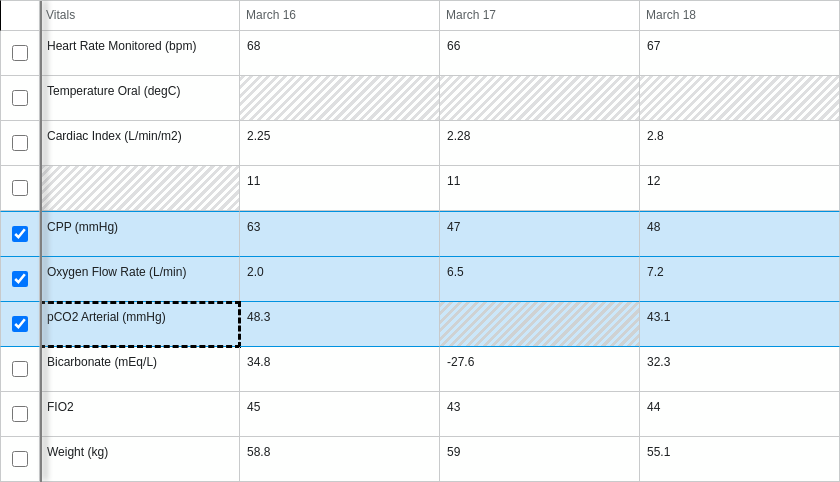 Vitals March 16 March 17 March 18
Heart Rate Monitored (bpm) 68 66 67
Temperature Oral (degC)
Cardiac Index (L/min/m2) 2.25 2.28 2.8
11 11 12
CPP (mmHg) 63 47 48
Oxygen Flow Rate (L/min) 2.0 6.5 7.2
pCO2 Arterial (mmHg) 48.3 43.1
Bicarbonate (mEq/L) 34.8 -27.6 32.3
FIO2 45 43 44
Weight (kg) 58.8 59 55.1